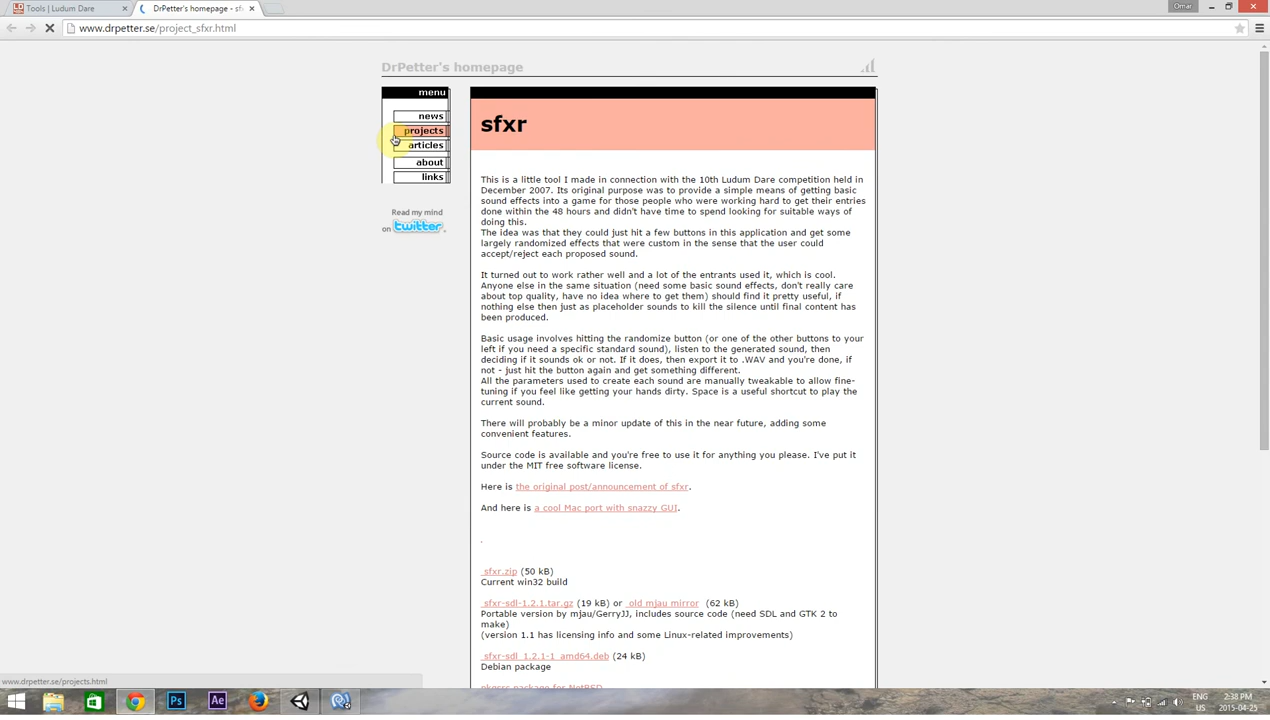 Tools | Ludum Dare
DrPetter's homepage - sf
Omar
www.drpetter.se/project_sfxr.html
DrPetter's homepage
menu
news
projects
articles
about
links
Read my mind
on twitter.
sfxr
This is a little tool I made in connection with the 10th Ludum Dare competition held in
December 2007. Its original purpose was to provide a simple means of getting basic
sound effects into a game for those people who were working hard to get their entries
done within the 48 hours and didn't have time to spend looking for suitable ways of
doing this.
The idea was that they could just hit a few buttons in this application and get some
largely randomized effects that were custom in the sense that the user could
accept/reject each proposed sound.
It turned out to work rather well and a lot of the entrants used it, which is cool.
Anyone else in the same situation (need some basic sound effects, don't really care
about top quality, have no idea where to get them) should find it pretty useful, if
nothing else then just as placeholder sounds to kill the silence until final content has
been produced.
Basic usage involves hitting the randomize button (or one of the other buttons to your
left if you need a specific standard sound), listen to the generated sound, then
deciding if it sounds ok or not. If it does, then export it to .WAV and you're done, if
not - just hit the button again and get something different.
All the parameters used to create each sound are manually tweakable to allow fine-
tuning if you feel like getting your hands dirty. Space is a useful shortcut to play the
current sound.
There will probably be a minor update of this in the near future, adding some
convenient features.
Source code is available and you're free to use it for anything you please. I've put it
under the MIT free software license.
Here is the original post/announcement of sfxr.
And here is a cool Mac port with snazzy GUI.
.
sfxr.zip (50 kB)
Current win32 build
sfxr-sdl-1.2.1.tar.gz (19 kB) or old mjau mirror (62 kB)
Portable version by mjau/GerryJJ, includes source code (need SDL and GTK 2 to
make)
(version 1.1 has licensing info and some Linux-related improvements)
sfxr-sdl_1.2.1-1_amd64.deb (24 kB)
Debian package
pkgsrc package for NetBSD
www.drpetter.se/projects.html
Ps
Ae
ENG
US
2:38 PM
2015-04-25